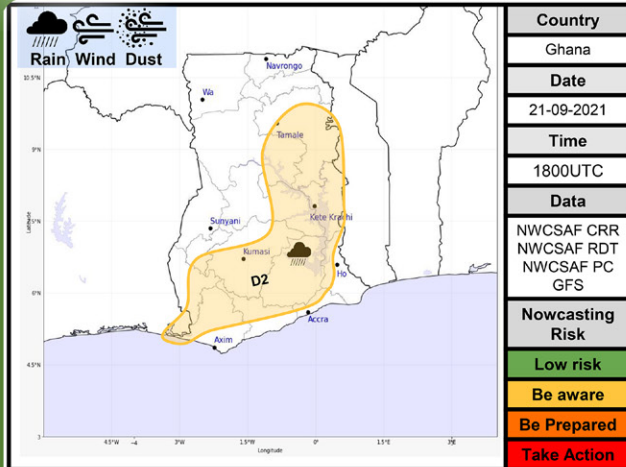 Rain Wind Dust
10.5°N
Navrongo
Wa
9°N
Tamale
Kete Krachi
Sunyani
Kumasi
6°N
D2
Ho
Accra
Axim
4.5°N
3
4.5°W
-4
3°W
1.5°W
0°
1.5°E
Latitude
Longitude
Country
Ghana
Date
21-09-2021
Time
1800UTC
Data
NWCSAF CRR
NWCSAF RDT
NWCSAF PC
GFS
Nowcasting
Risk
Low risk
Be aware
Be Prepared
Take Action